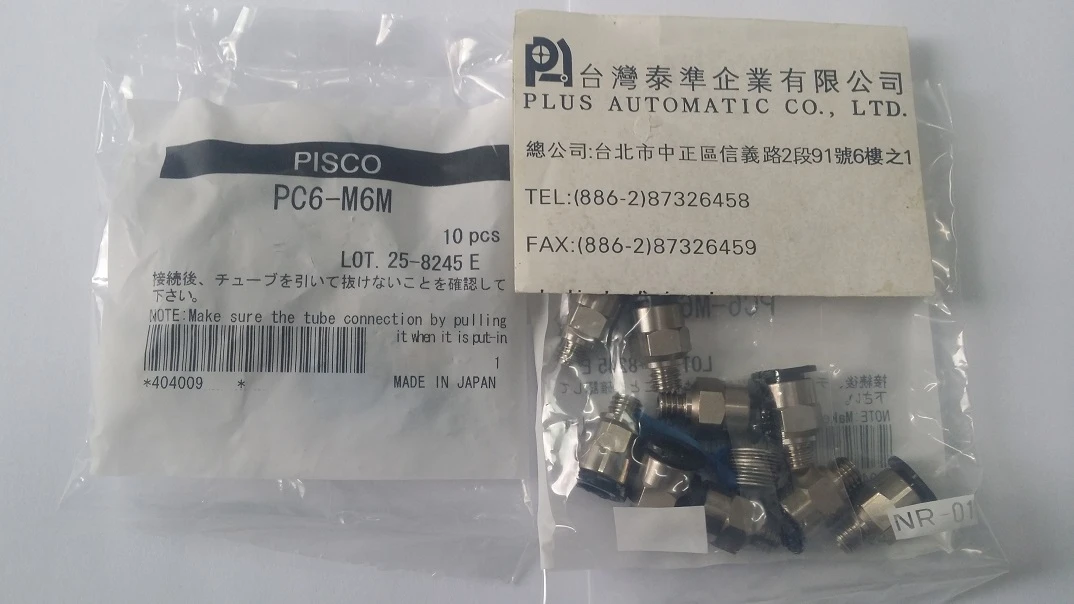 PISCO
PC6-M6M
10 pcs
LOT. 25-8245 E
接続後、チューブを引いて抜けないことを確認して
下さい。
NOTE:Make sure the tube connection by pulling
it when it is put-in
1
*404009 *
MADE IN JAPAN
台灣泰準企業有限公司
PLUS AUTOMATIC CO., LTD.
總公司:台北市中正區信義路2段91號6樓之1
TEL:(886-2)87326458
FAX:(886-2)87326459
NR-01